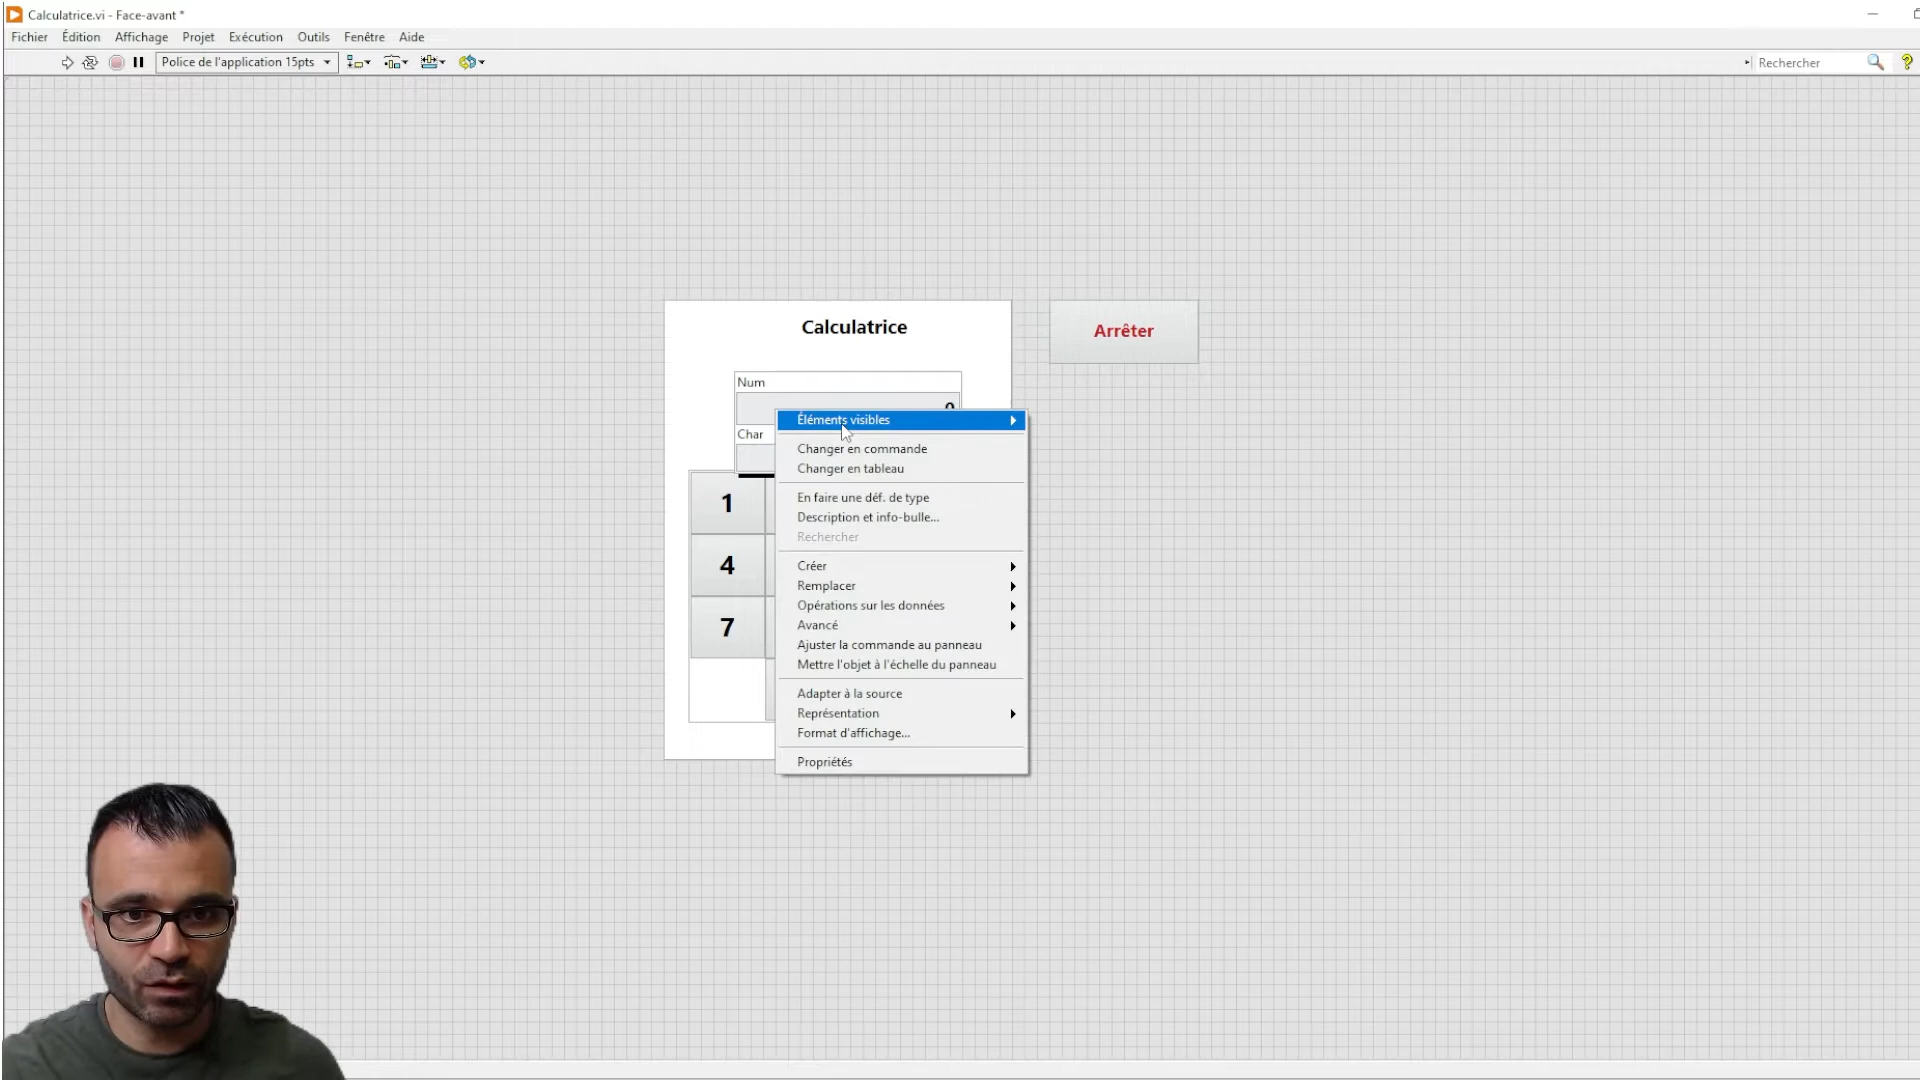 Calculatrice.vi - Face-avant *
Fichier Édition Affichage Projet Exécution Outils Fenêtre Aide
Police de l'application 15pts
Rechercher
?
Calculatrice
Arrêter
Num
0
Char
1
4
7
Éléments visibles
Changer en commande
Changer en tableau
En faire une déf. de type
Description et info-bulle...
Rechercher
Créer
Remplacer
Opérations sur les données
Avancé
Ajuster la commande au panneau
Mettre l'objet à l'échelle du panneau
Adapter à la source
Représentation
Format d'affichage...
Propriétés